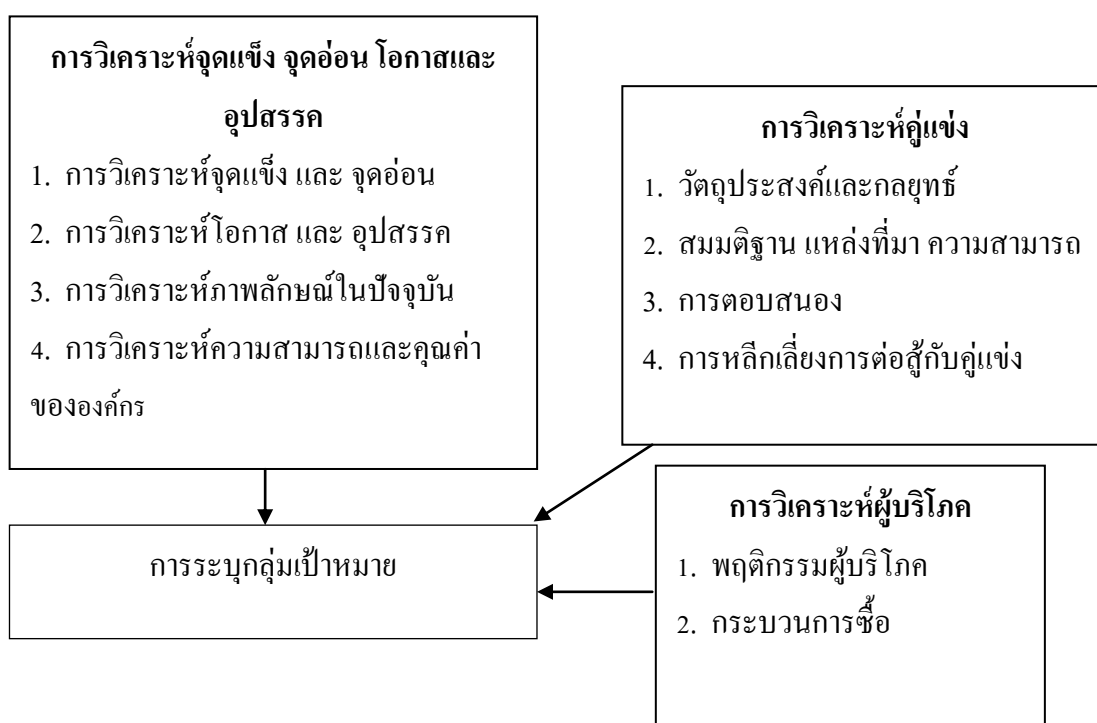 การวิเคราะห์จุดแข็ง จุดอ่อน โอกาสและ
อุปสรรค
1. การวิเคราะห์จุดแข็ง และ จุดอ่อน
2. การวิเคราะห์โอกาส และ อุปสรรค
3. การวิเคราะห์ภาพลักษณ์ในปัจจุบัน
4. การวิเคราะห์ความสามารถและคุณค่า
ขององค์กร
การวิเคราะห์คู่แข่ง
1. วัตถุประสงค์และกลยุทธ์
2. สมมติฐาน แหล่งที่มา ความสามารถ
3. การตอบสนอง
4. การหลีกเลี่ยงการต่อสู้กับคู่แข่ง
การวิเคราะห์ผู้บริโภค
1. พฤติกรรมผู้บริโภค
2. กระบวนการซื้อ
การระบุกลุ่มเป้าหมาย